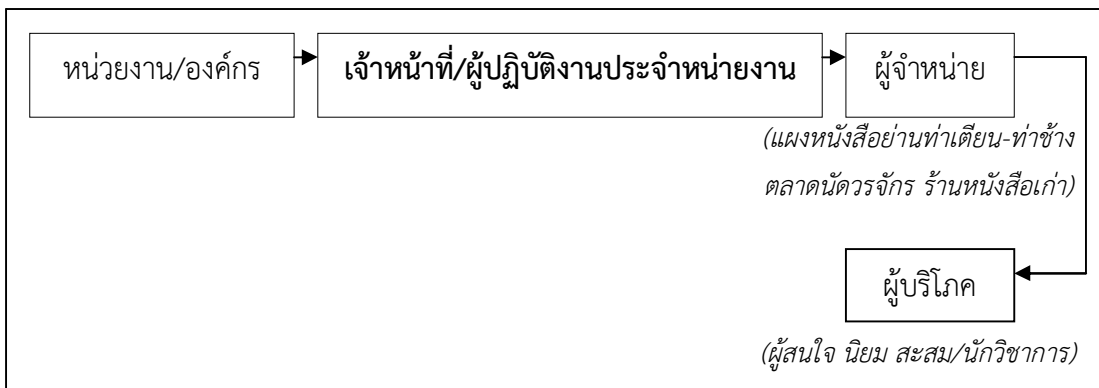 หน่วยงาน/องค์กร
เจ้าหน้าที่/ผู้ปฏิบัติงานประจำหน่ายงาน
ผู้จำหน่าย
(แผงหนังสือย่านท่าเตียน-ท่าช้าง
ตลาดนัดวรจักร ร้านหนังสือเก่า)
ผู้บริโภค
(ผู้สนใจ นิยม สะสม/นักวิชาการ)